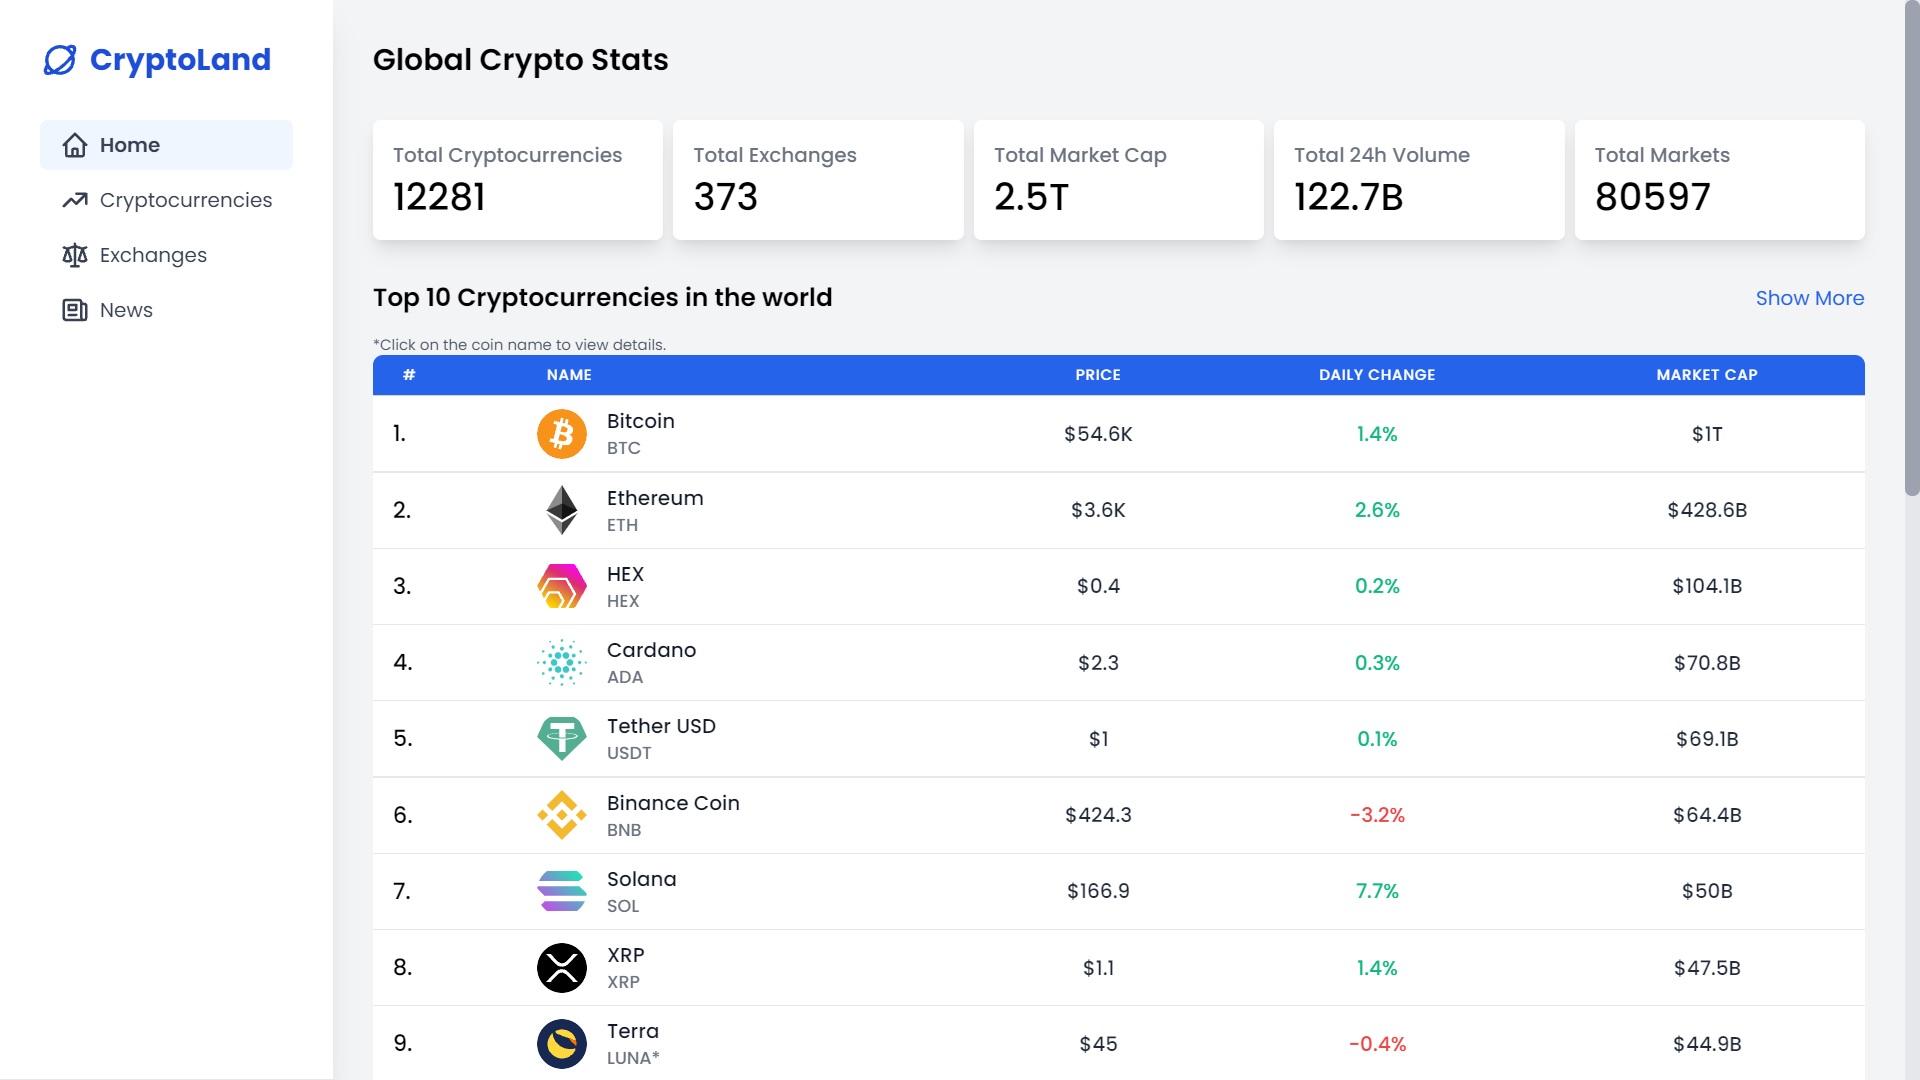 CryptoLand
Home
Cryptocurrencies
Exchanges
News
Global Crypto Stats
Total Cryptocurrencies
12281
Total Exchanges
373
Total Market Cap
2.5T
Total 24h Volume
122.7B
Total Markets
80597
Top 10 Cryptocurrencies in the world
Show More
*Click on the coin name to view details.
# NAME PRICE DAILY CHANGE MARKET CAP
1. Bitcoin BTC $54.6K 1.4% $1T
2. Ethereum ETH $3.6K 2.6% $428.6B
3. HEX HEX $0.4 0.2% $104.1B
4. Cardano ADA $2.3 0.3% $70.8B
5. Tether USD USDT $1 0.1% $69.1B
6. Binance Coin BNB $424.3 -3.2% $64.4B
7. Solana SOL $166.9 7.7% $50B
8. XRP XRP $1.1 1.4% $47.5B
9. Terra LUNA* $45 -0.4% $44.9B